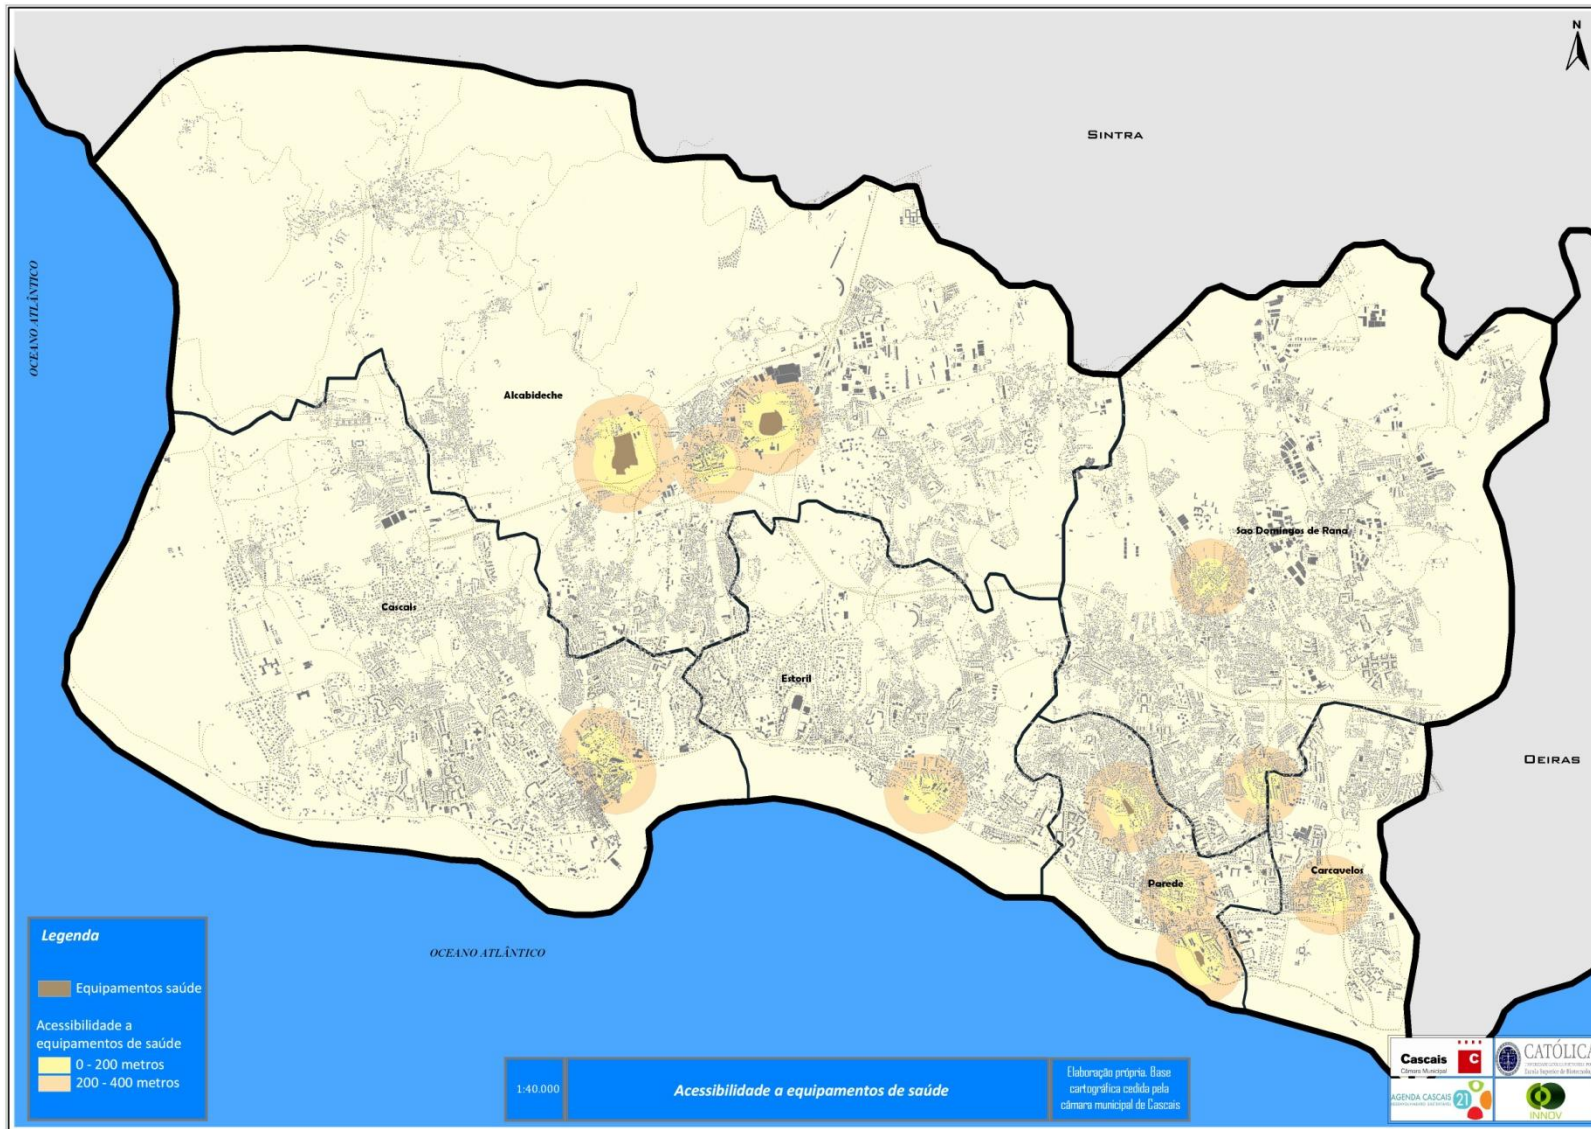 N
SINTRA
OCEANO ATLÂNTICO
Alcabideche
Sao Domingos de Rana
Cascais
Estoril
OEIRAS
Parede
Carcavelos
OCEANO ATLÂNTICO
Legenda
Equipamentos saúde
Acessibilidade a
equipamentos de saúde
0 - 200 metros
200 - 400 metros
1:40.000
Acessibilidade a equipamentos de saúde
Elaboração própria. Base
cartográfica cedida pela
câmara municipal de Cascais
Cascais
Câmara Municipal
C
CATÓLICA
AGENDA CASCAIS
21
INNOV